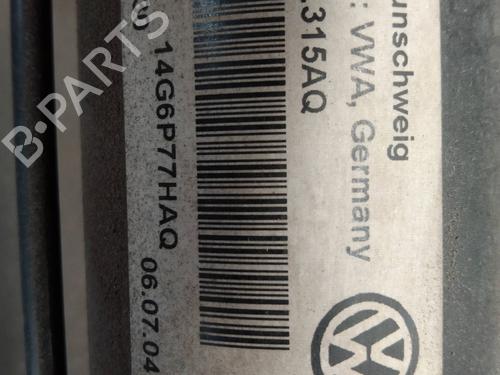 unschweig
: VWA, Germany
315AQ
14G6P77HAQ
06.07.04
B-PARTS